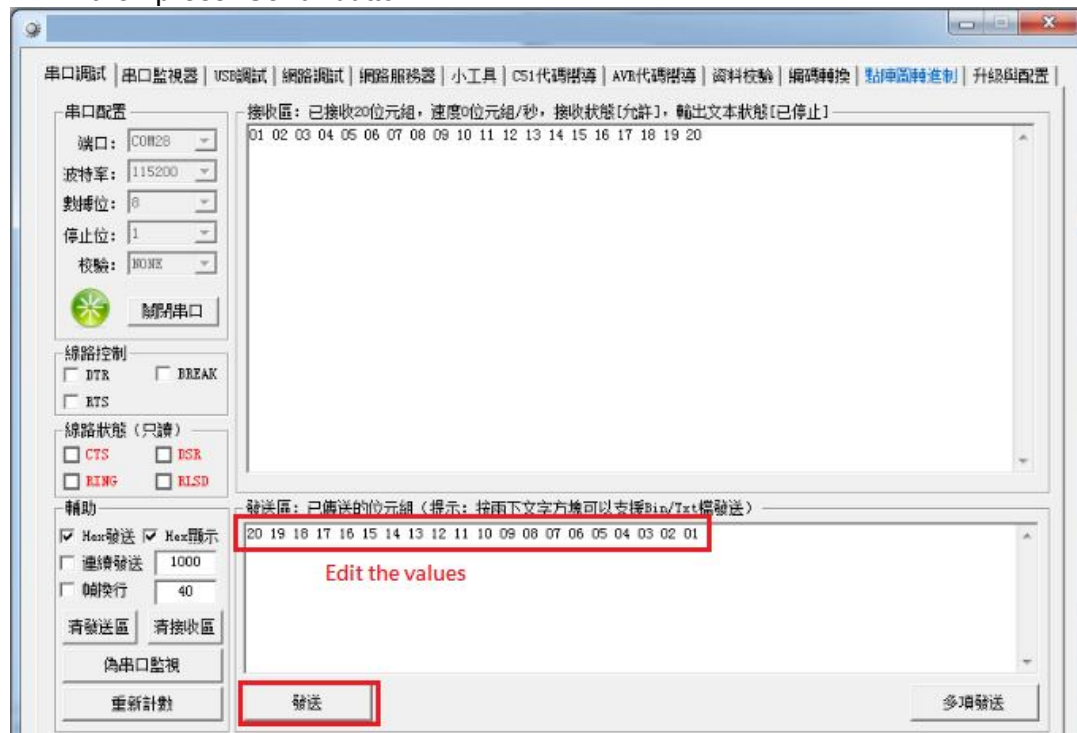 串口調試 串口監視器 USB調試 網路調試 網路服務器 小工具 C51代碼嚮導 AVR代碼嚮導 資料校驗 編碼轉換 點陣圖轉進制 升級與配置
串口配置
端口: COM28
波特率: 115200
數據位: 8
停止位: 1
校驗: NONE
關閉串口
線路控制
DTR BREAK
RTS
線路狀態(只讀)
CTS DSR
RING RLSD
輔助
Hex發送 Hex顯示
連續發送 1000
幀換行 40
清發送區 清接收區
偽串口監視
重新計數
接收區: 已接收20位元組, 速度0位元組/秒, 接收狀態[允許], 輸出文本狀態[已停止]
01 02 03 04 05 06 07 08 09 10 11 12 13 14 15 16 17 18 19 20
發送區: 已傳送的位元組(提示: 按兩下文字方塊可以支援Bin/Txt檔發送)
20 19 18 17 16 15 14 13 12 11 10 09 08 07 06 05 04 03 02 01
Edit the values
發送 多項發送